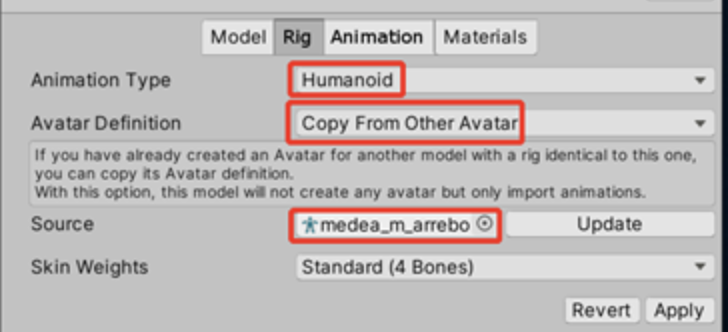 Model Rig Animation Materials
Animation Type Humanoid
Avatar Definition Copy From Other Avatar
If you have already created an Avatar for another model with a rig identical to this one,
you can copy its Avatar definition.
With this option, this model will not create any avatar but only import animations.
Source medea_m_arrebo Update
Skin Weights Standard (4 Bones)
Revert Apply